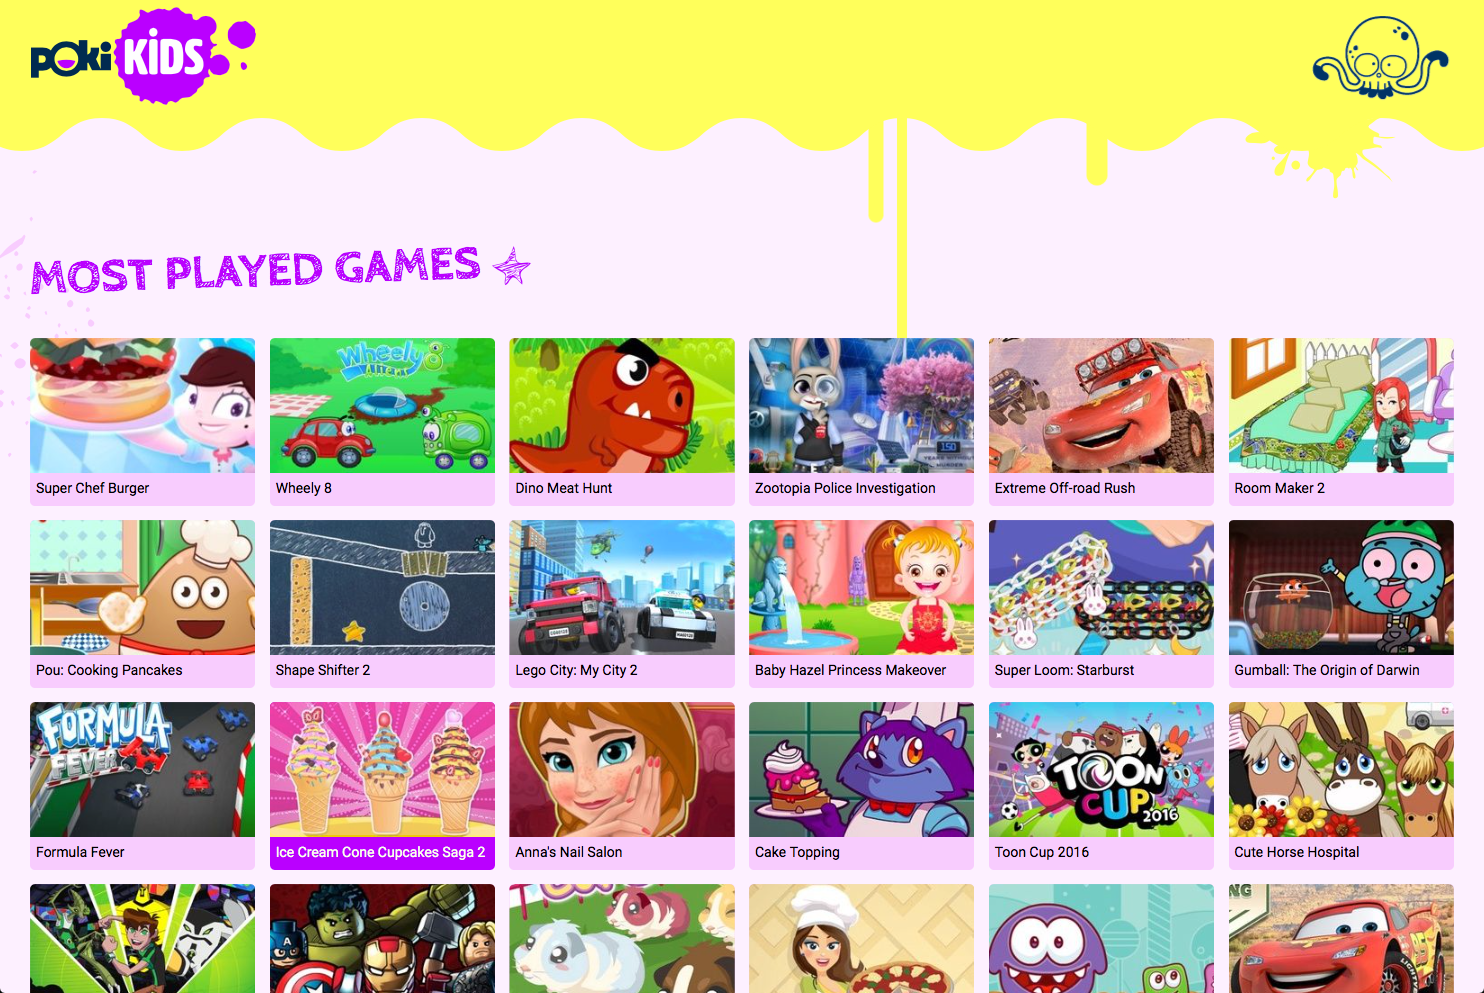 POKI KiDS
MOST PLAYED GAMES
Wheely 8
150
Super Chef Burger
Wheely 8
Dino Meat Hunt
Zootopia Police Investigation
Extreme Off-road Rush
Room Maker 2
Pou: Cooking Pancakes
Shape Shifter 2
Lego City: My City 2
Baby Hazel Princess Makeover
Super Loom: Starburst
Gumball: The Origin of Darwin
FORMULA
FEVER
TOON
CUP
2016
Formula Fever
Ice Cream Cone Cupcakes Saga 2
Anna's Nail Salon
Cake Topping
Toon Cup 2016
Cute Horse Hospital
NG